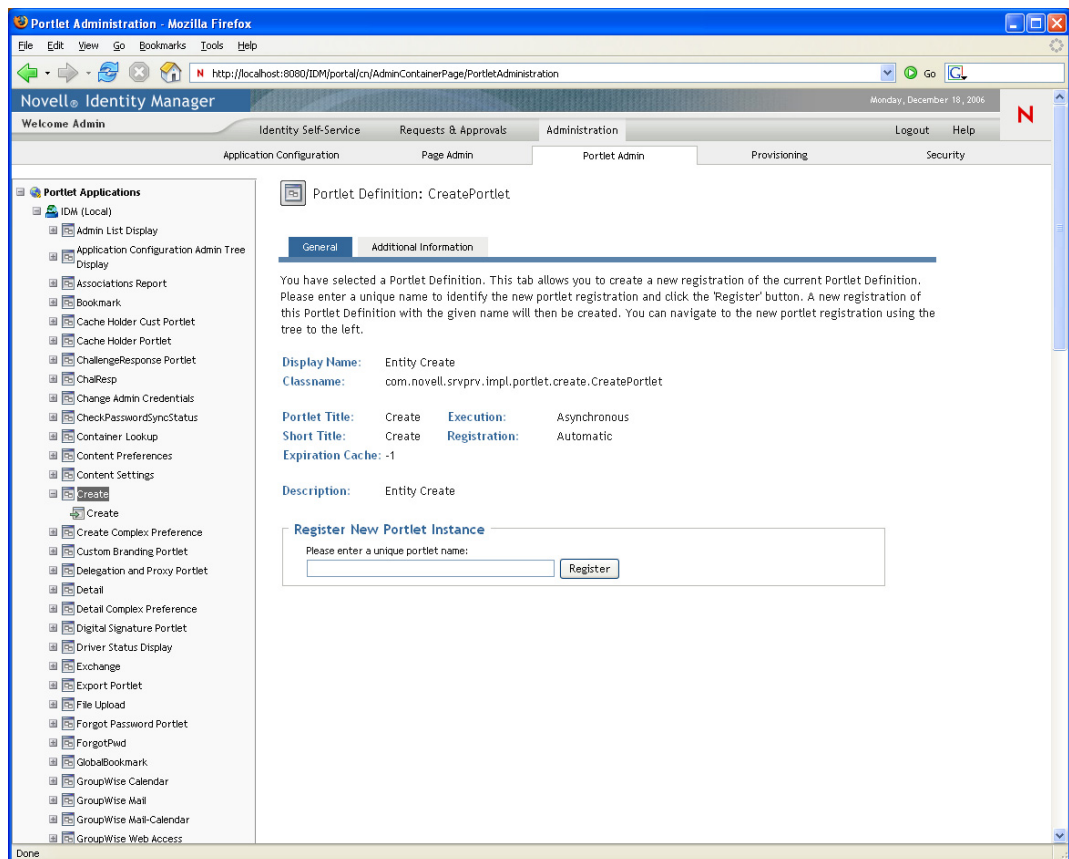 Portlet Administration - Mozilla Firefox
File Edit View Go Bookmarks Tools Help
N http://localhost:8080/IDM/portal/cn/AdminContainerPage/PortletAdministration Go G
Novell® Identity Manager Monday, December 18, 2006
N
Welcome Admin Identity Self-Service Requests & Approvals Administration Logout Help
Application Configuration Page Admin Portlet Admin Provisioning Security
Portlet Applications
IDM (Local)
Admin List Display
Application Configuration Admin Tree
Display
Associations Report
Bookmark
Cache Holder Cust Portlet
Cache Holder Portlet
ChallengeResponse Portlet
ChalResp
Change Admin Credentials
CheckPasswordSyncStatus
Container Lookup
Content Preferences
Content Settings
Create
Create
Create Complex Preference
Custom Branding Portlet
Delegation and Proxy Portlet
Detail
Detail Complex Preference
Digital Signature Portlet
Driver Status Display
Exchange
Export Portlet
File Upload
Forgot Password Portlet
ForgotPwd
GlobalBookmark
GroupWise Calendar
GroupWise Mail
GroupWise Mail-Calendar
GroupWise Web Access
Portlet Definition: CreatePortlet
General Additional Information
You have selected a Portlet Definition. This tab allows you to create a new registration of the current Portlet Definition.
Please enter a unique name to identify the new portlet registration and click the 'Register' button. A new registration of
this Portlet Definition with the given name will then be created. You can navigate to the new portlet registration using the
tree to the left.
Display Name: Entity Create
Classname: com.novell.srvprv.impl.portlet.create.CreatePortlet
Portlet Title: Create Execution: Asynchronous
Short Title: Create Registration: Automatic
Expiration Cache: -1
Description: Entity Create
Register New Portlet Instance
Please enter a unique portlet name:
Register
Done